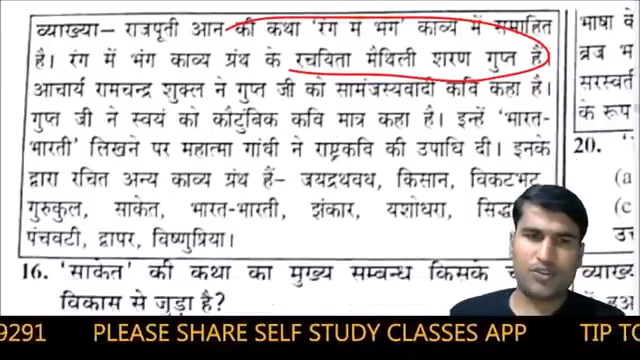 व्याख्या– राजपूती आन की कथा 'रंग म भग' काव्य में समाहित
है। रंग में भंग काव्य ग्रंथ के रचयिता मैथिली शरण गुप्त हैं
आचार्य रामचन्द्र शुक्ल ने गुप्त जी को सामंजस्यवादी कवि कहा है।
गुप्त जी ने स्वयं को कौटुंबिक कवि मात्र कहा है। इन्हें 'भारत-
भारती' लिखने पर महात्मा गांधी ने राष्ट्रकवि की उपाधि दी। इनके
द्वारा रचित अन्य काव्य ग्रंथ हैं– जयद्रथवध, किसान, विकटभट,
गुरुकुल, साकेत, भारत-भारती, झंकार, यशोधरा,
पंचवटी, द्वापर, विष्णुप्रिया।
16. 'साकेत' की कथा का मुख्य सम्बन्ध किसके
विकास से जुड़ा है?
भाषा वे
ब्रज भ
सरस्वत
के रूप
20.
(a
(c
उत्त
व्याख्या
9291 PLEASE SHARE SELF STUDY CLASSES APP TIP TO